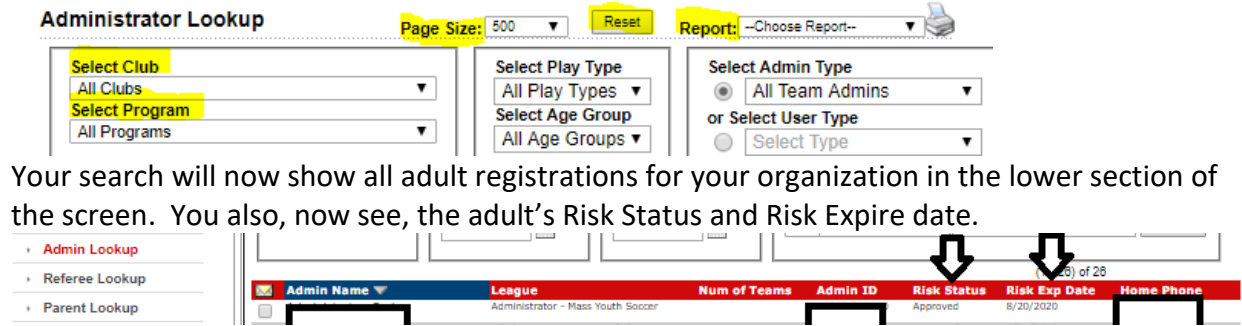 Administrator Lookup Page Size: 500 Reset Report: --Choose Report--
Select Club Select Play Type Select Admin Type
All Clubs All Play Types All Team Admins
Select Program Select Age Group or Select User Type
All Programs All Age Groups Select Type
Your search will now show all adult registrations for your organization in the lower section of
the screen. You also, now see, the adult's Risk Status and Risk Expire date.
Admin Lookup
Referee Lookup of 26
Admin Name League Num of Teams Admin ID Risk Status Risk Exp Date Home Phone
Parent Lookup Administrator - Mass Youth Soccer Approved 8/20/2020